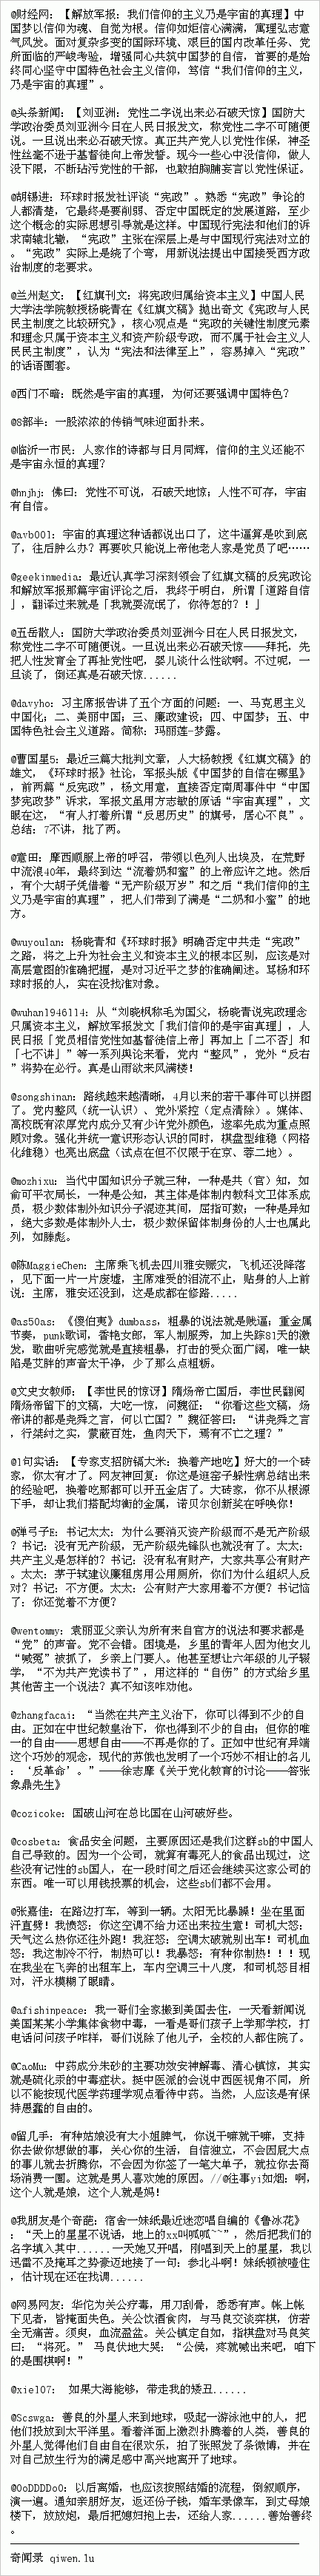 @财经网：【解放军报：我们信仰的主义乃是宇宙的真理】中
国梦以信仰为魂、自觉为根。信仰如炬信心满满，寓理弘志意
气风发。面对复杂多变的国际环境、艰巨的国内改革任务、党
所面临的严峻考验，增强同心共筑中国梦的自信，首要的是始
终同心坚守中国特色社会主义信仰，笃信“我们信仰的主义，
乃是宇宙的真理”。
@头条新闻：【刘亚洲：党性二字说出来必石破天惊】国防大
学政治委员刘亚洲今日在人民日报发文，称党性二字不可随便
说。一旦说出来必石破天惊。真正共产党人以党性作保，神圣
性丝毫不逊于基督徒向上帝发誓。现今一些心中没信仰，做人
没下限，不断玷污党性的干部，也敢拍胸脯妄言以党性保证。
@胡锡进：环球时报发社评谈“宪政”。熟悉“宪政”争论的
人都清楚，它最终是要削弱、否定中国既定的发展道路，至少
这个概念的实际思想引导就是这样。中国现行宪法和他们的诉
求南辕北辙，“宪政”主张在深层上是与中国现行宪法对立的
。“宪政”实际上是绕了个弯，用新说法提出中国接受西方政
治制度的老要求。
@兰州赵文：【红旗刊文：将宪政归属给资本主义】中国人民
大学法学院教授杨晓青在《红旗文稿》抛出奇文《宪政与人民
民主制度之比较研究》，核心观点是“宪政的关键性制度元素
和理念只属于资本主义和资产阶级专政，而不属于社会主义人
民民主制度”，认为“宪法和法律至上”，容易掉入“宪政”
的话语圈套。
@西门不暗：既然是宇宙的真理，为何还要强调中国特色？
@8部半：一股浓浓的传销气味迎面扑来。
@临沂一市民：人家作的诗都与日月同辉，信仰的主义还能不
是宇宙永恒的真理？
@hnjhj：佛曰：党性不可说，石破天地惊；人性不可存，宇宙
有自信。
@avb001：宇宙的真理这种话都说出口了，这牛逼算是吹到底
了，往后肿么办？再要吹只能说上帝他老人家是党员了吧……
@geekinmedia：最近认真学习深刻领会了红旗文稿的反宪政论
和解放军报那篇宇宙评论之后，我终于明白，所谓「道路自信
」，翻译过来就是「我就耍流氓了，你待怎的？！」
@五岳散人：国防大学政治委员刘亚洲今日在人民日报发文，
称党性二字不可随便说。一旦说出来必石破天惊——拜托，先
把人性发育全了再扯党性吧，婴儿谈什么性欲啊。不过呢，一
旦谈了，倒还真是石破天惊......
@davyho：习主席报告讲了五个方面的问题：一、马克思主义
中国化；二、美丽中国；三、廉政建设；四、中国梦；五、中
国特色社会主义道路。简称：玛丽莲-梦露。
@曹国星5：最近三篇大批判文章，人大杨教授《红旗文稿》的
雄文，《环球时报》社论，军报头版《中国梦的自信在哪里》
，前两篇“反宪政”，杨文用意，直接否定南周事件中“中国
梦宪政梦”诉求，军报文虽用方志敏的原话“宇宙真理”，文
眼在这，“有人打着所谓“反思历史”的旗号，居心不良”。
总结：7不讲，批了两。
@意田：摩西顺服上帝的呼召，带领以色列人出埃及，在荒野
中流浪40年，最终到达“流着奶和蜜”的上帝应许之地。然后
，有个大胡子凭借着“无产阶级万岁”和之后“我们信仰的主
义乃是宇宙的真理”，把人们带到了满是“二奶和小蜜”的地
方。
@wuyoulan：杨晓青和《环球时报》明确否定中共走“宪政”
之路，将之上升为社会主义和资本主义的根本区别，应该是对
高层意图的准确把握，是对习近平之梦的准确阐述。骂杨和环
球时报的人，实在没找准对象。
@wuhan1946114：从“刘晓枫称毛为国父，杨晓青说宪政理念
只属资本主义，解放军报发文「我们信仰的是宇宙真理」，人
民日报「党员相信党性如基督徒信上帝」再加上「二不否」和
「七不讲」”等一系列舆论来看，党内“整风”，党外“反右
”将势在必行。真是山雨欲来风满楼！
@songshinan：路线越来越清晰，4月以来的若干事件可以拼图
了。党内整风（统一认识）、党外紧控（定点清除）。媒体、
高校既有浓厚党内成分又有少许党外颜色，遂率先成为重点照
顾对象。强化并统一意识形态认识的同时，棋盘型维稳（网格
化维稳）也亮出底盘（试点在但不仅限于在京、蓉二地）。
@mozhixu：当代中国知识分子就三种，一种是共（官）知，如
俞可平衣局长，一种是公知，其主体是体制内教科文卫体系成
员，极少数体制外知识分子混迹其间，屈指可数；一种是异知
，绝大多数是体制外人士，极少数保留体制身份的人士也属此
列，如滕彪。
@陈MaggieChen：主席乘飞机去四川雅安赈灾，飞机还没降落
，见下面一片一片废墟，主席难受的泪流不止，贴身的人上前
说：主席，雅安还没到，这是成都在修路.....
@as50as：《傻伯夷》dumbass，粗暴的说法就是贱逼；重金属
节奏，punk歌词，香艳女郎，军人制服秀，加上失踪81天的激
发，歌曲听完感觉就是直接粗暴，打击的受众面广阔，唯一缺
陷是艾胖的声音太干净，少了那么点粗粝。
@文史女教师：【李世民的惊讶】隋炀帝亡国后，李世民翻阅
隋炀帝留下的文稿，大吃一惊，问魏征：“你看这些文稿，炀
帝讲的都是尧舜之言，何以亡国？”魏征答曰：“讲尧舜之言
，行桀纣之实，蒙蔽百姓，鱼肉天下，焉有不亡之理？”
@1句实话：【专家支招防镉大米：换着产地吃】好大的一个砖
家，你太有才了。网友神回复：你这是逛窑子躲性病总结出来
的经验吧，换着吃那都可以开五金店了。大砖家，你不从根源
下手，却让我们搭配均衡的金属，诺贝尔创新奖在呼唤你！
@弹弓子E：书记太太：为什么要消灭资产阶级而不是无产阶级
？书记：没有无产阶级，无产阶级先锋队也就没有了。太太：
共产主义是怎样的？书记：没有私有财产，大家共享公有财产
。太太：茅于轼建议廉租房用公用厕所，你们为什么组织人反
对？书记：不方便。太太：公有财产大家用着不方便？书记恼
了：你还觉着不方便？
@wentommy：袁丽亚父亲认为所有来自官方的说法和要求都是
“党”的声音。党不会错。困境是，乡里的青年人因为他女儿
“喊冤”被抓了，乡亲上门要人。他甚至想让六年级的儿子辍
学，“不为共产党读书了”，用这样的“自伤”的方式给乡里
其他苦主一个说法？真不知该咋劝他。
@zhangfacai：“当然在共产主义治下，你可以得到不少的自
由。正如在中世纪教皇治下，你也得到不少的自由；但你的唯
一的自由——思想自由——不再是你的了。正如中世纪有异端
这个巧妙的观念，现代的苏俄也发明了一个巧妙不相让的名儿
：‘反革命’。”——徐志摩《关于党化教育的讨论——答张
象鼎先生》
@cozicoke：国破山河在总比国在山河破好些。
@cosbeta：食品安全问题，主要原因还是我们这群sb的中国人
自己导致的。因为一个公司，就算有毒死人的食品出现过，这
些没有记性的sb国人，在一段时间之后还会继续买这家公司的
东西。唯一可以用钱投票的机会，这些sb们都不会用。
@张嘉佳：在路边打车，等到一辆。太阳无比暴躁！坐在里面
汗直劈！我愤怒：你这空调不给力还出来拉生意！司机大怒：
天气这么热你还往外跑！我狂怒：空调太破就别出车！司机血
怒：我这制冷不行，制热可以！我暴怒：有种你制热！！！现
在我坐在飞奔的出租车上，车内空调三十八度，和司机怒目相
对，汗水模糊了眼睛。
@afishinpeace：我一哥们全家搬到美国去住，一天看新闻说
美国某某小学集体食物中毒，一看是哥们孩子上学那学校，打
电话问问孩子咋样，哥们说除了他儿子，全校的人都住院了。
@CaoMu：中药成分朱砂的主要功效安神解毒、清心镇惊，其实
就是硫化汞的中毒症状。挺中医派的会说中西医视角不同，所
以不能按现代医学药理学观点看待中药。当然，人应该是有保
持愚蠢的自由的。
@留几手：有种姑娘没有大小姐脾气，你说干嘛就干嘛，支持
你去做你想做的事，关心你的生活，自信独立，不会因屁大点
的事儿就去折腾你，不会因为你签了一笔大单子，就拉你去商
场消费一圈。这就是男人喜欢她的原因。//@往事yi如烟：啊，
这个人就是娘，这个人就是妈！
@我朋友是个奇葩：宿舍一妹纸最近迷恋唱自编的《鲁冰花》
：“天上的星星不说话，地上的xx叫呱呱~~”，然后把我们的
名字填入其中......一天她又开唱，刚唱到天上的星星，我以
迅雷不及掩耳之势豪迈地接了一句：参北斗啊！妹纸顿被噎住
，估计现在还在找调......
@网易网友：华佗为关公疗毒，用刀刮骨，悉悉有声。帐上帐
下见者，皆掩面失色。关公饮酒食肉，与马良交谈弈棋，仿若
全无痛苦。须臾，血流盈盆。关公镇定自如，指棋盘对马良笑
曰：“将死。” 马良伏地大哭：“公侯，疼就喊出来吧，咱下
的是围棋啊！”
@xie107： 如果大海能够，带走我的矮丑......
@Scswga：善良的外星人来到地球，吸起一游泳池中的人，把
他们投放到太平洋里。看着洋面上激烈扑腾着的人类，善良的
外星人觉得他们自由自在很欢乐，拍了张照发了条微博，并在
对自己放生行为的满足感中高兴地离开了地球。
@OoDDDDoO：以后离婚，也应该按照结婚的流程，倒叙顺序，
演一遍。通知亲朋好友，返还份子钱，婚车录像车，到丈母娘
楼下，放放炮，最后把媳妇抱上去，还给人家......善始善终
。
奇闻录 qiwen.lu